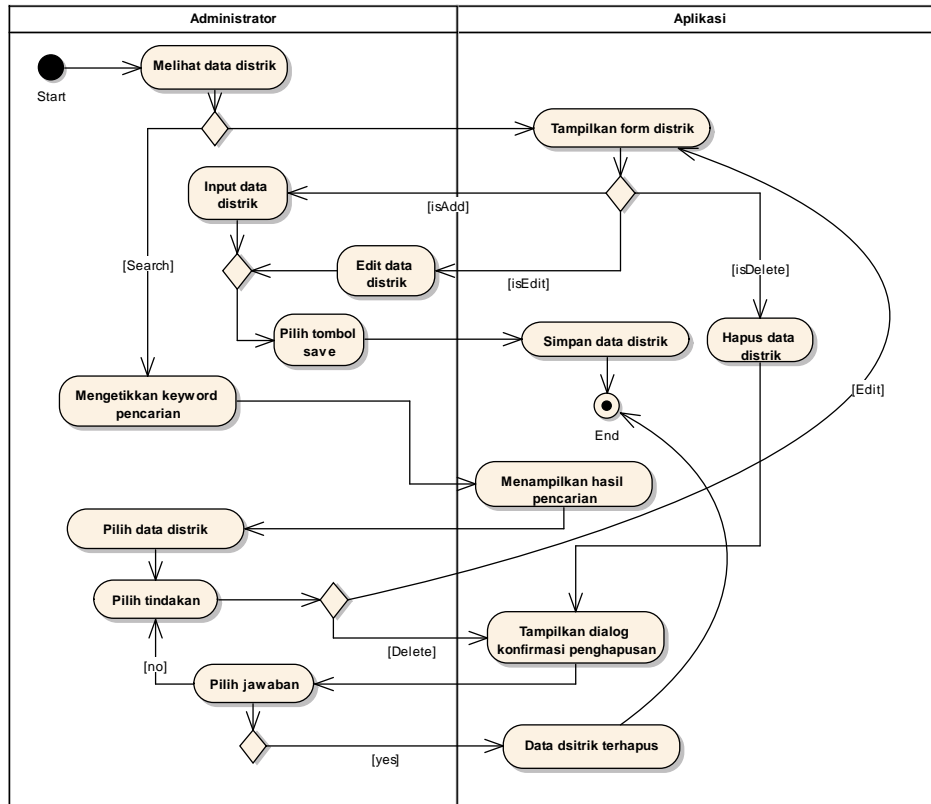 Administrator
Aplikasi
Melihat data distrik
Start
Tampilkan form distrik
Input data
distrik
[isAdd]
[Search]
Edit data
distrik
[isEdit]
[isDelete]
Pilih tombol
save
Simpan data distrik
Hapus data
distrik
Mengetikkan keyword
pencarian
[Edit]
End
Menampilkan hasil
pencarian
Pilih data distrik
Pilih tindakan
Tampilkan dialog
konfirmasi penghapusan
[Delete]
[no]
Pilih jawaban
Data dsitrik terhapus
[yes]